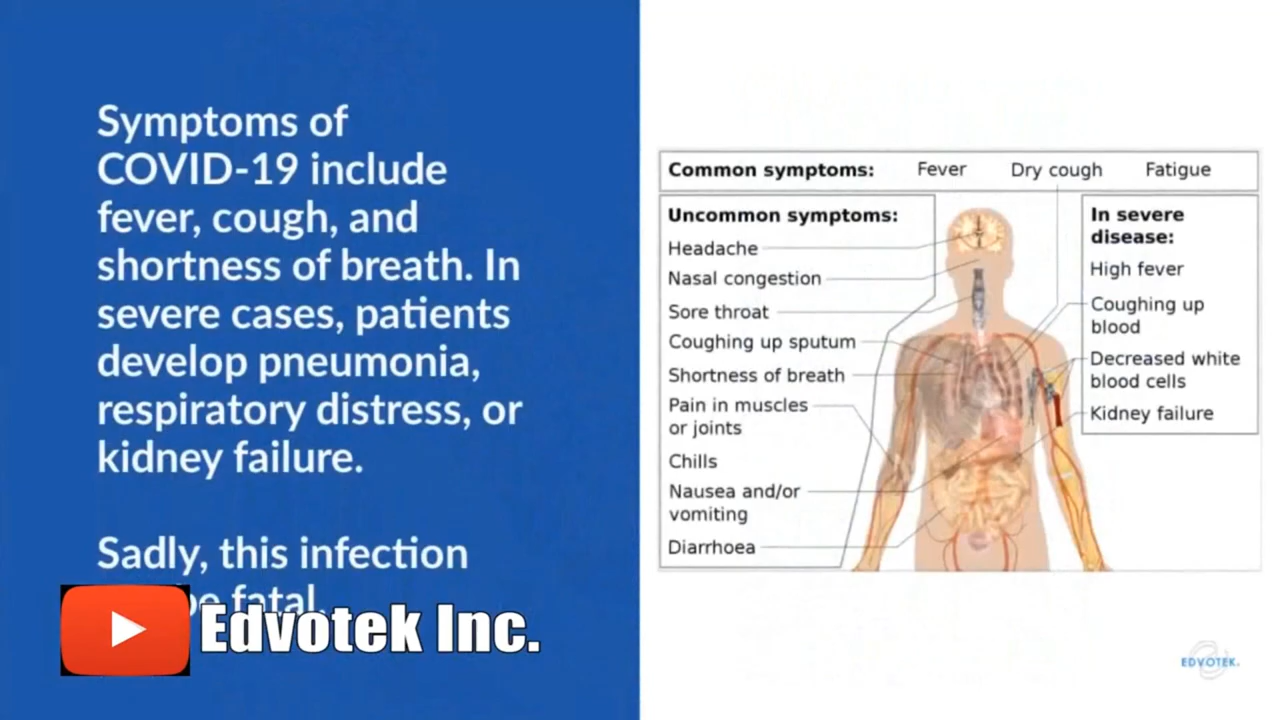 Symptoms of
COVID-19 include
fever, cough, and
shortness of breath. In
severe cases, patients
develop pneumonia,
respiratory distress, or
kidney failure.
Sadly, this infection
be fatal.
Edvotek Inc.
Common symptoms: Fever Dry cough Fatigue
Uncommon symptoms:
Headache
Nasal congestion
Sore throat
Coughing up sputum
Shortness of breath
Pain in muscles
or joints
Chills
Nausea and/or
vomiting
Diarrhoea
In severe
disease:
High fever
Coughing up
blood
Decreased white
blood cells
Kidney failure
EDVOTEK.